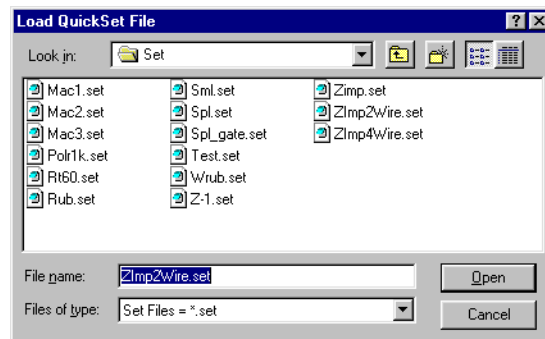 Load QuickSet File
Look in: Set
Mac1.set
Mac2.set
Mac3.set
Polr1k.set
Rt60.set
Rub.set
Sml.set
Spl.set
Spl_gate.set
Test.set
Wrub.set
Z-1.set
Zimp.set
ZImp2Wire.set
ZImp4Wire.set
File name: ZImp2Wire.set
Open
Files of type: Set Files = *.set
Cancel